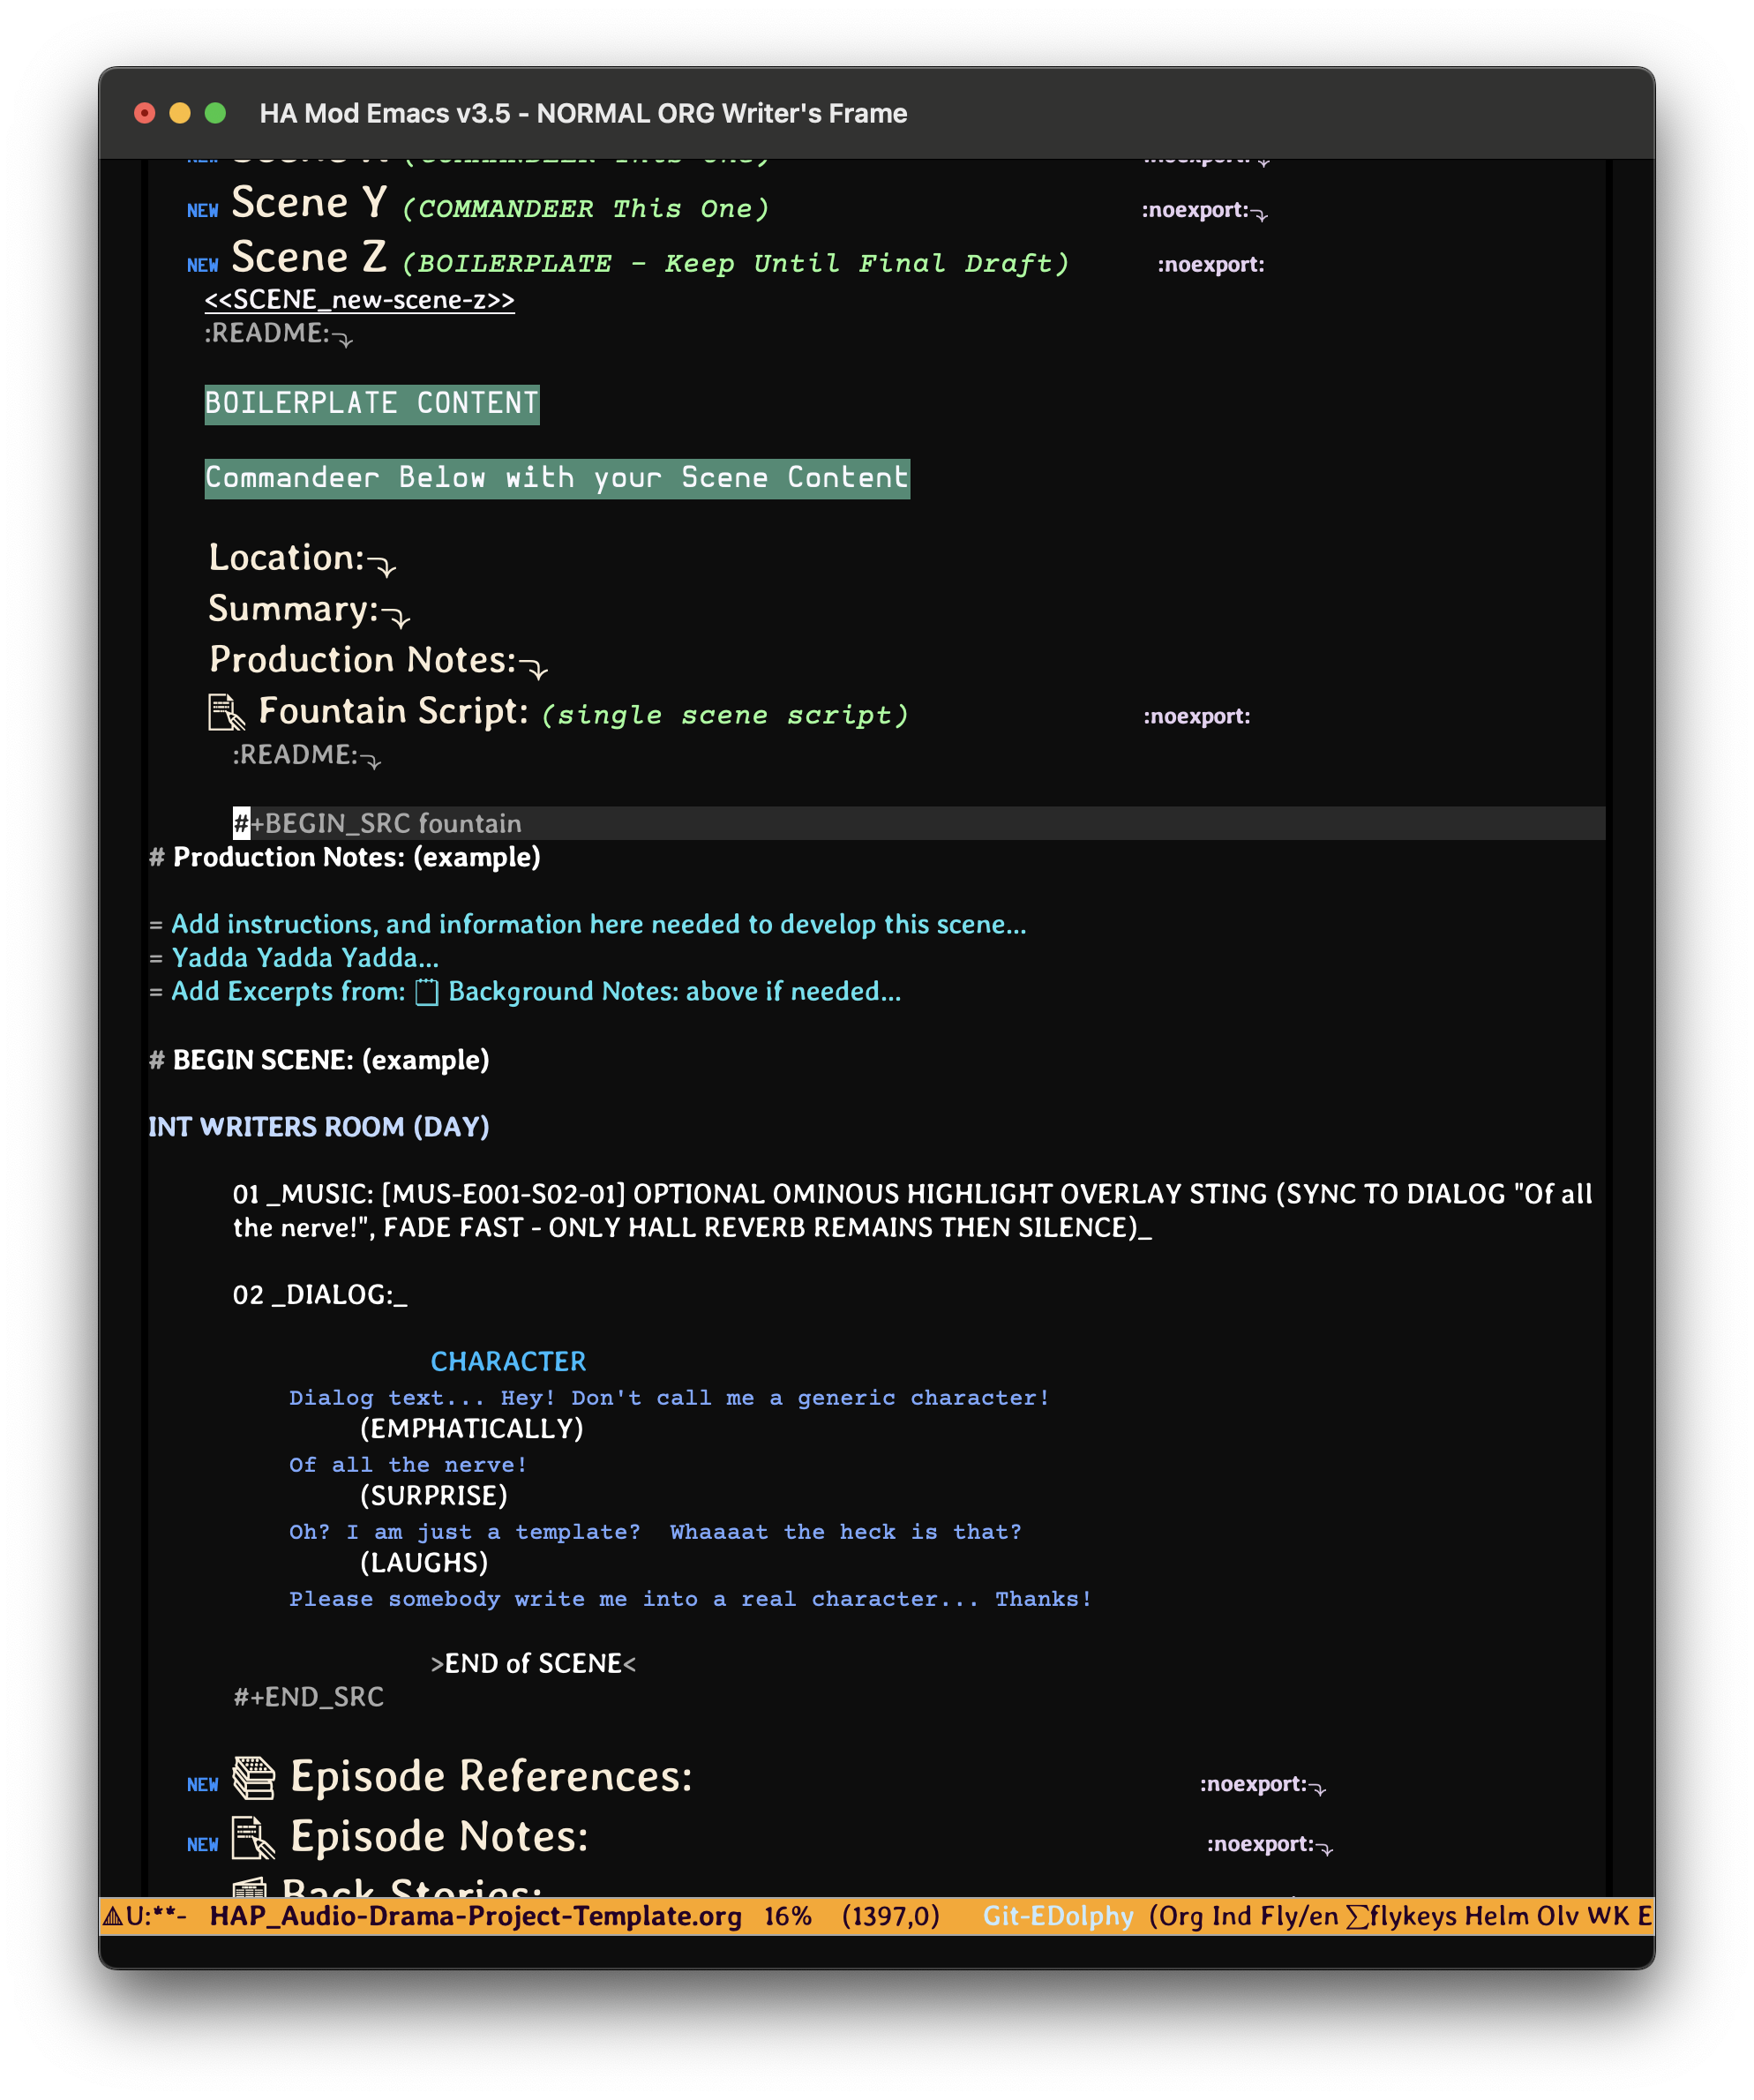 HA Mod Emacs v3.5 - NORMAL ORG Writer's Frame
NEW Scene Y (COMMANDEER This One) :noexport:
NEW Scene Z (BOILERPLATE - Keep Until Final Draft) :noexport:
<<SCENE_new-scene-z>>
:README:
BOILERPLATE CONTENT
Commandeer Below with your Scene Content
Location:
Summary:
Production Notes:
Fountain Script: (single scene script) :noexport:
:README:
#+BEGIN_SRC fountain
# Production Notes: (example)
= Add instructions, and information here needed to develop this scene...
= Yadda Yadda Yadda...
= Add Excerpts from: Background Notes: above if needed...
# BEGIN SCENE: (example)
INT WRITERS ROOM (DAY)
01 _MUSIC: [MUS-E001-S02-01] OPTIONAL OMINOUS HIGHLIGHT OVERLAY STING (SYNC TO DIALOG "Of all
the nerve!", FADE FAST - ONLY HALL REVERB REMAINS THEN SILENCE)_
02 _DIALOG:_
CHARACTER
Dialog text... Hey! Don't call me a generic character!
(EMPHATICALLY)
Of all the nerve!
(SURPRISE)
Oh? I am just a template?  Whaaaat the heck is that?
(LAUGHS)
Please somebody write me into a real character... Thanks!
>END of SCENE<
#+END_SRC
NEW Episode References: :noexport:
NEW Episode Notes: :noexport:
Back Stories:
U:**- HAP_Audio-Drama-Project-Template.org 16% (1397,0) Git-EDolphy (Org Ind Fly/en ∑flykeys Helm Olv WK E